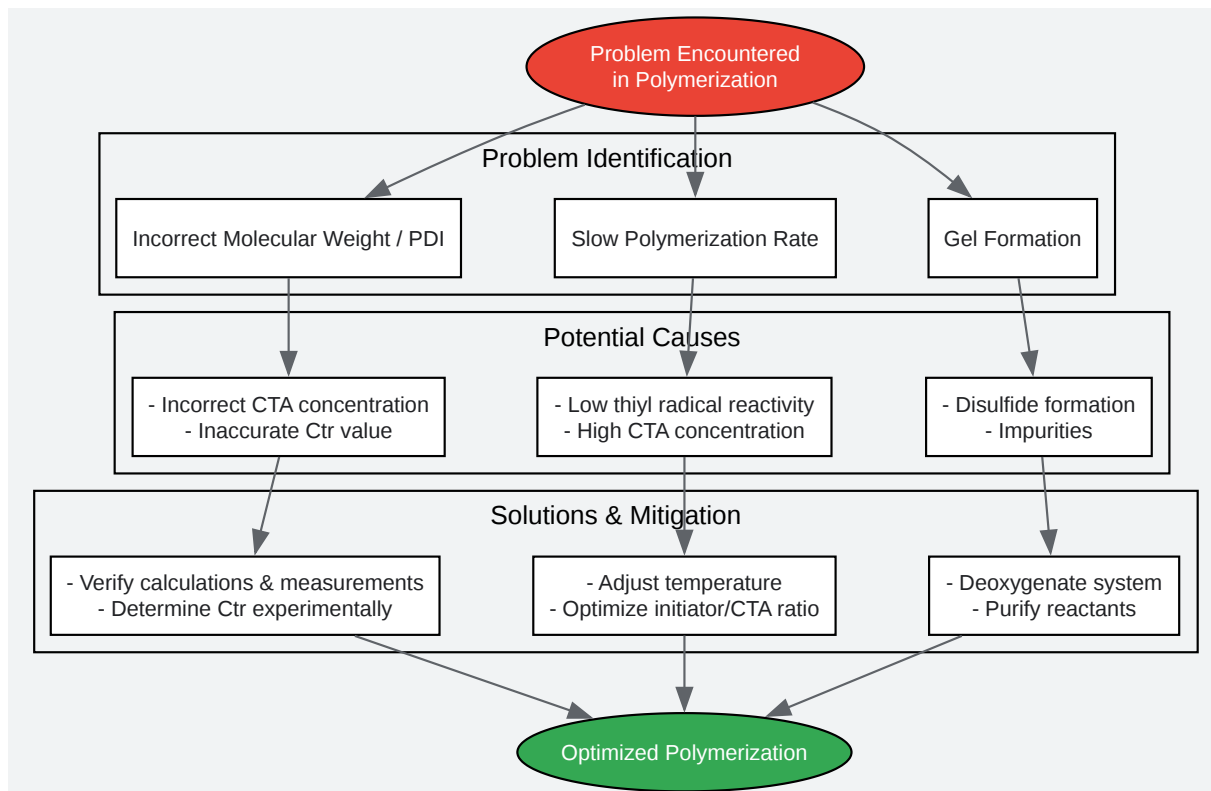 Problem Encountered
in Polymerization
Problem Identification
Incorrect Molecular Weight / PDI
Slow Polymerization Rate
Gel Formation
Potential Causes
- Incorrect CTA concentration
- Inaccurate Ctr value
- Low thiyl radical reactivity
- High CTA concentration
- Disulfide formation
- Impurities
Solutions & Mitigation
- Verify calculations & measurements
- Determine Ctr experimentally
- Adjust temperature
- Optimize initiator/CTA ratio
- Deoxygenate system
- Purify reactants
Optimized Polymerization